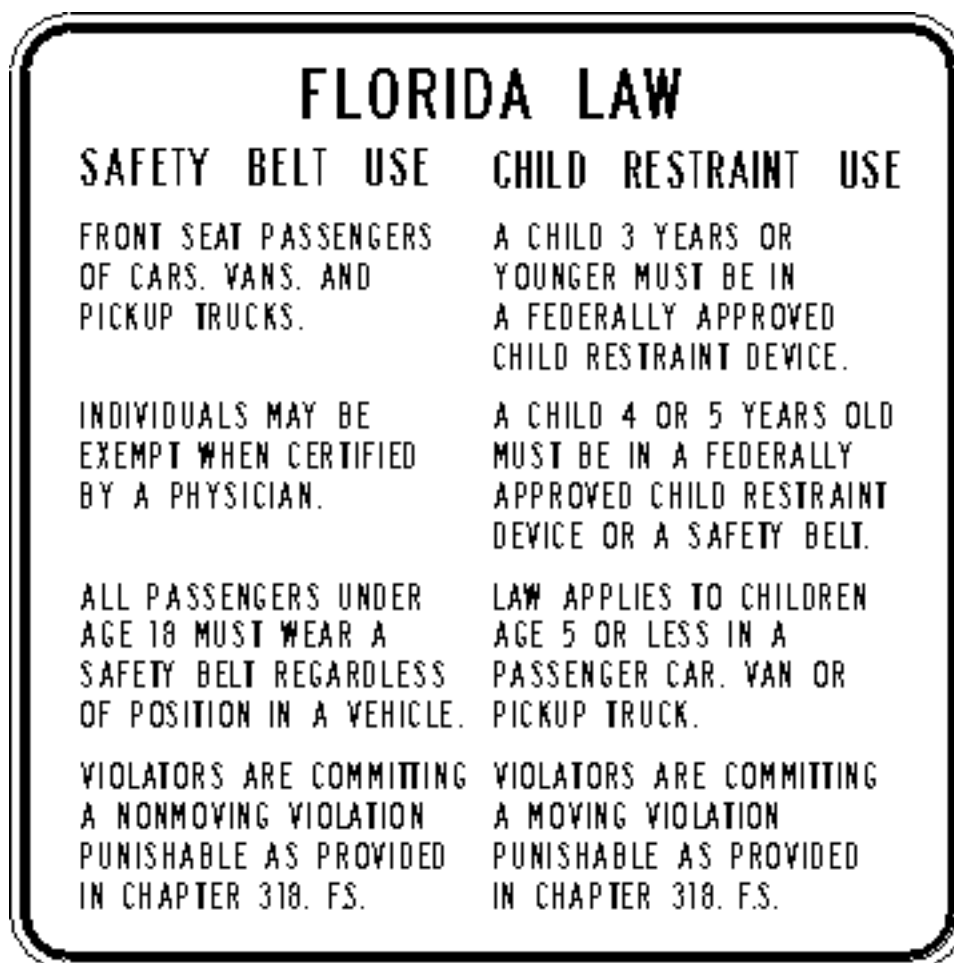 FLORIDA LAW
SAFETY BELT USE
FRONT SEAT PASSENGERS
OF CARS, VANS, AND
PICKUP TRUCKS.
INDIVIDUALS MAY BE
EXEMPT WHEN CERTIFIED
BY A PHYSICIAN.
ALL PASSENGERS UNDER
AGE 18 MUST WEAR A
SAFETY BELT REGARDLESS
OF POSITION IN A VEHICLE.
VIOLATORS ARE COMMITTING
A NONMOVING VIOLATION
PUNISHABLE AS PROVIDED
IN CHAPTER 318, F.S.
CHILD RESTRAINT USE
A CHILD 3 YEARS OR
YOUNGER MUST BE IN
A FEDERALLY APPROVED
CHILD RESTRAINT DEVICE.
A CHILD 4 OR 5 YEARS OLD
MUST BE IN A FEDERALLY
APPROVED CHILD RESTRAINT
DEVICE OR A SAFETY BELT.
LAW APPLIES TO CHILDREN
AGE 5 OR LESS IN A
PASSENGER CAR, VAN OR
PICKUP TRUCK.
VIOLATORS ARE COMMITTING
A MOVING VIOLATION
PUNISHABLE AS PROVIDED
IN CHAPTER 318, F.S.